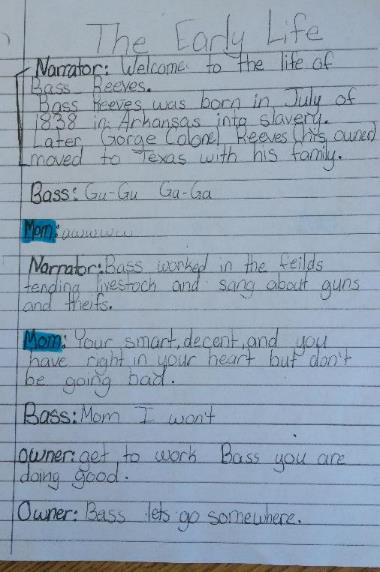 The Early Life
Narrator: Welcome to the life of
Bass Reeves.
Bass Reeves was born in July of
1838 in Arkansas into slavery.
Later, Gorge Colonel Reeves (his owner)
moved to Texas with his family.
Bass: Gu-Gu Ga-Ga
Mom: awwww
Narrator: Bass worked in the feilds
tending livestoch and sang about guns
and theifs.
Mom: Your smart, decent, and you
have right in your heart but don't
be going bad.
Bass: Mom I won't
owner: get to work Bass you are
doing good.
Owner: Bass lets go somewhere.